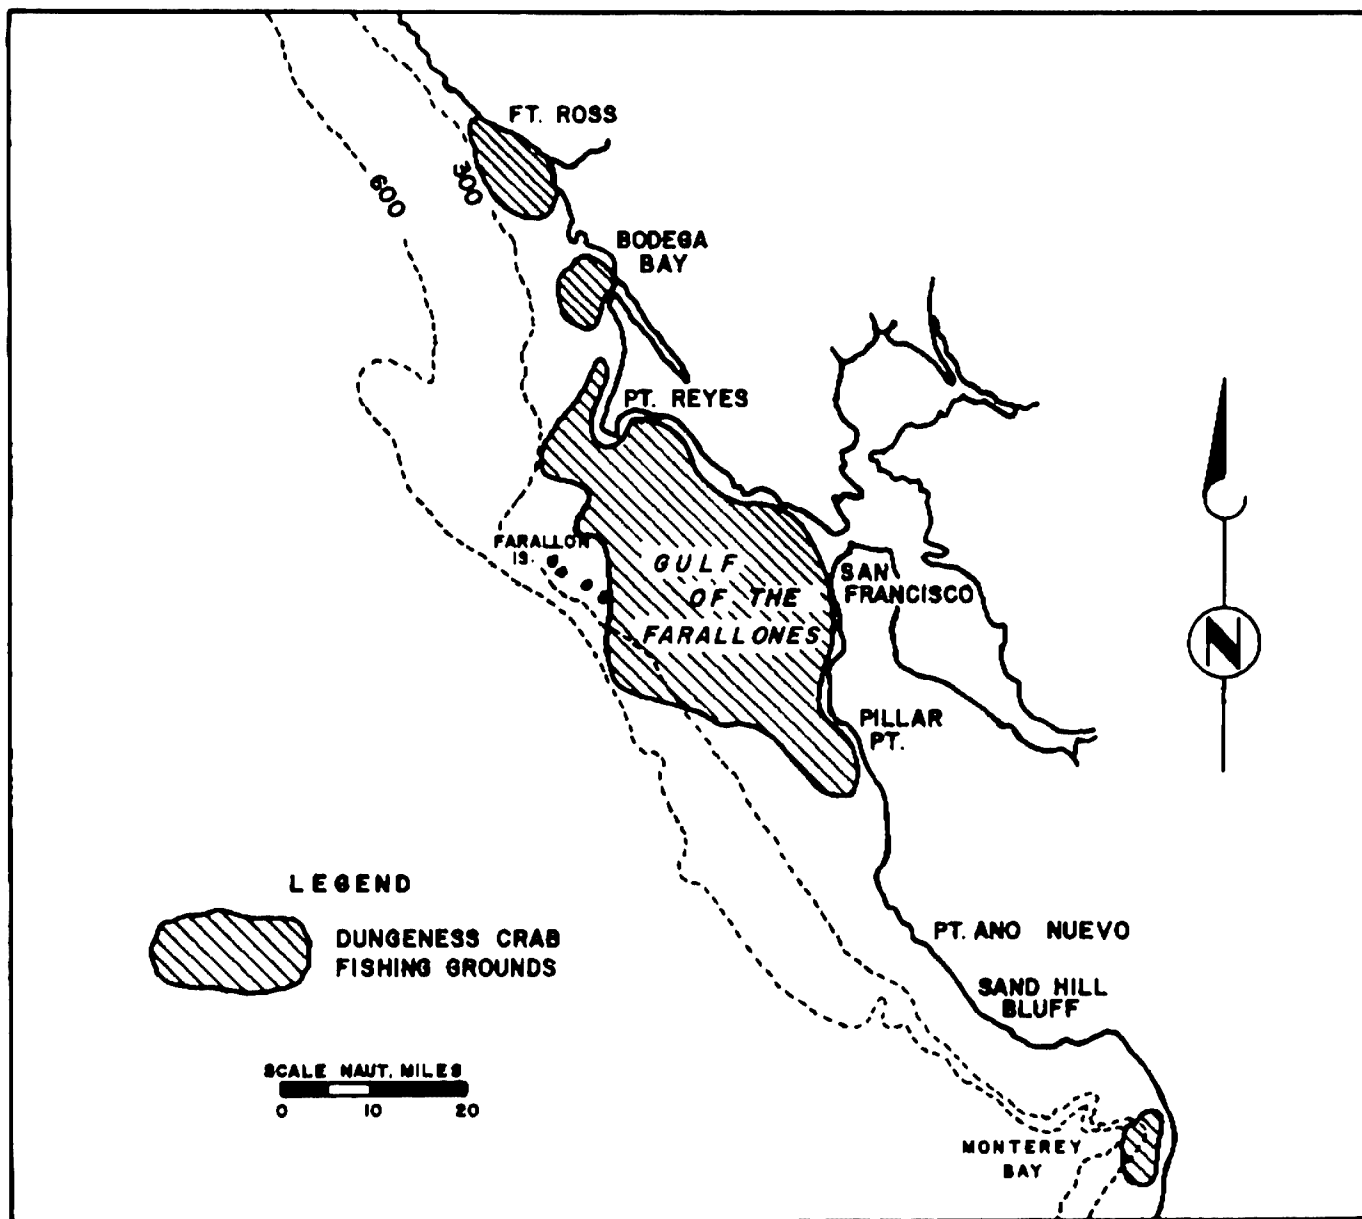 FT. ROSS
600
300
BODEGA
BAY
PT. REYES
FARALLON
IS.
GULF
OF THE
FARALLONES
SAN
FRANCISCO
N
PILLAR
PT.
LEGEND
DUNGENESS CRAB
FISHING GROUNDS
PT. ANO NUEVO
SAND HILL
BLUFF
SCALE NAUT. MILES
0 10 20
MONTEREY
BAY